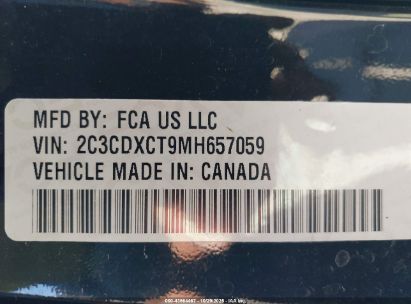 MFD BY: FCA US LLC
VIN: 2C3CDXCT9MH657059
VEHICLE MADE IN: CANADA